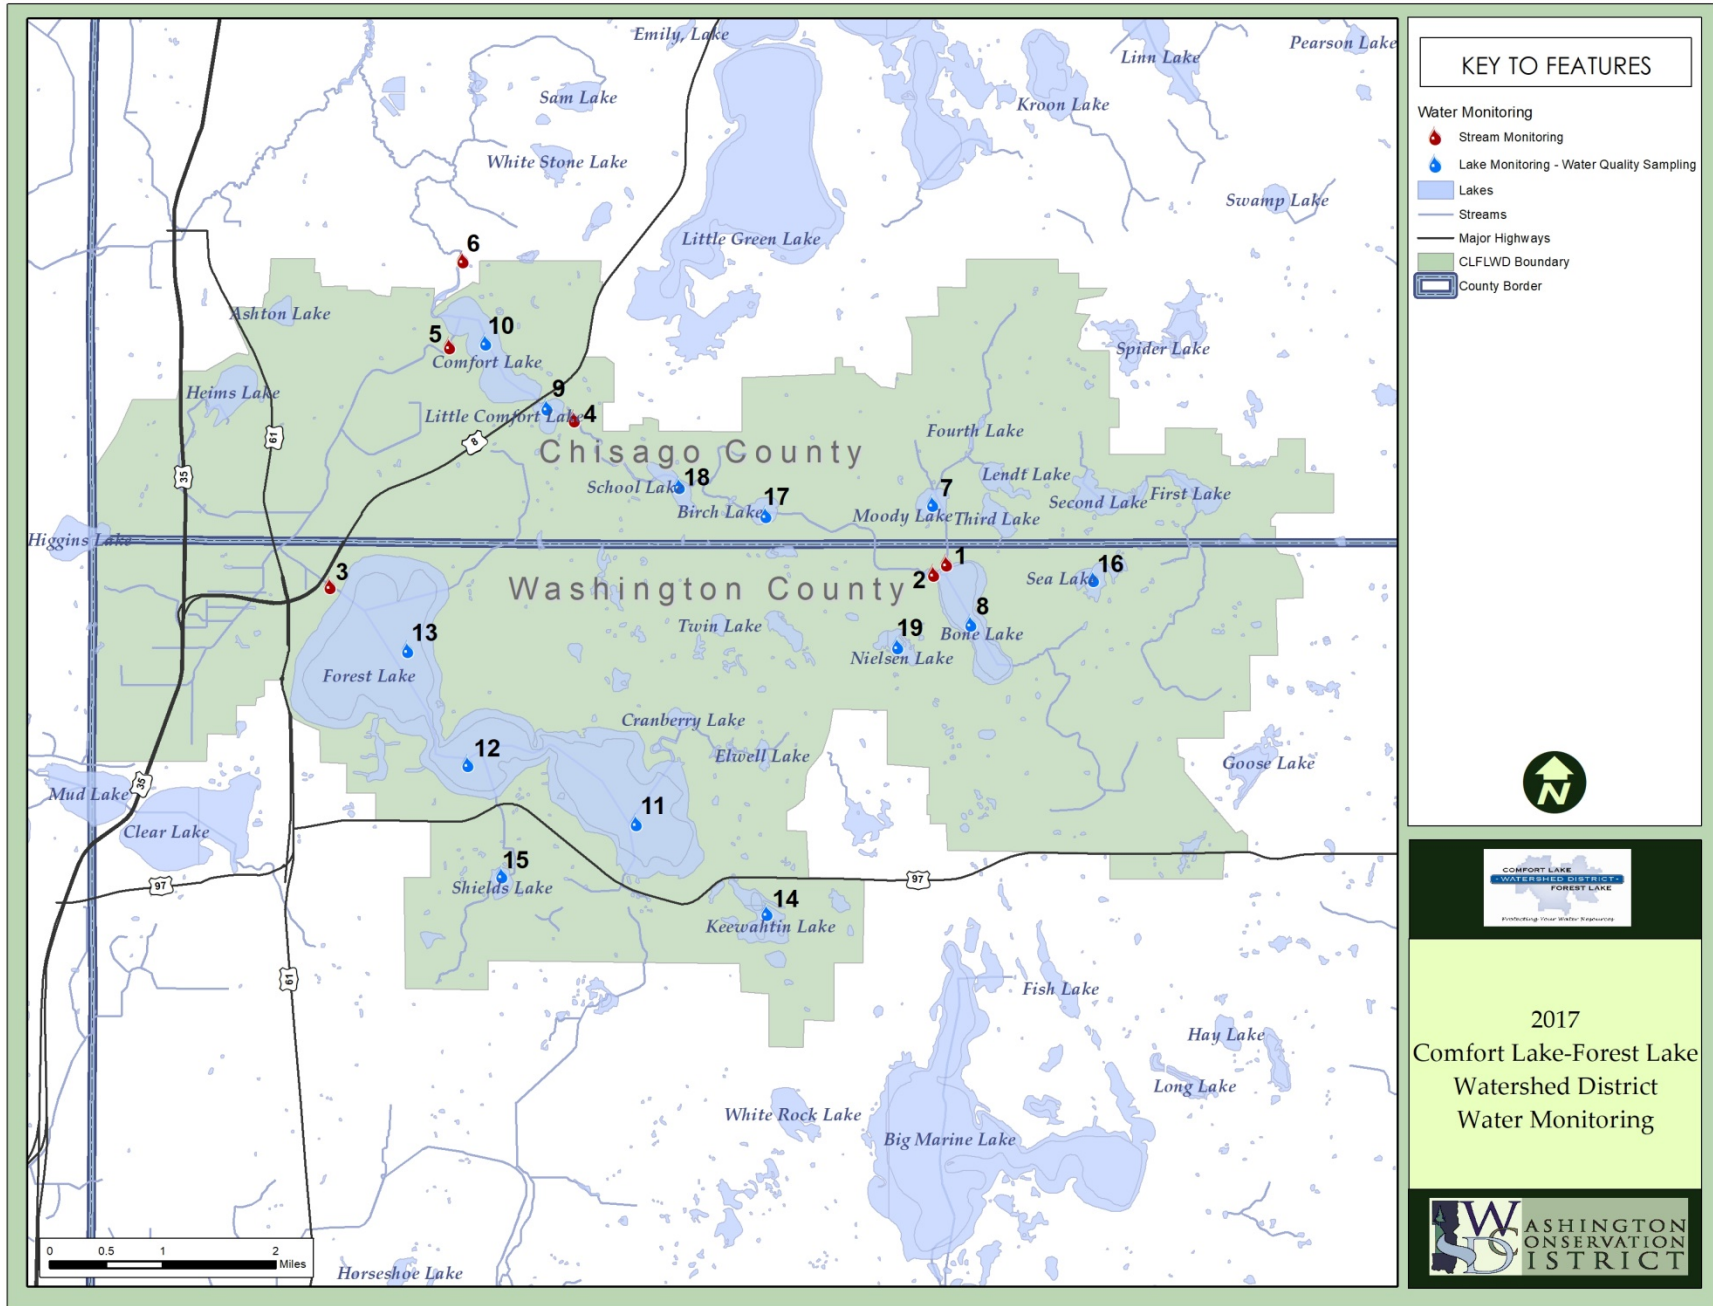 Emily, Lake
Linn Lake
Pearson Lake
Sam Lake
Kroon Lake
White Stone Lake
Swamp Lake
Little Green Lake
6
Ashton Lake
10
5
Comfort Lake
Spider Lake
Heims Lake
9
Little Comfort Lake
4
61
8
Fourth Lake
Chisago County
35
18
School Lake
17
Birch Lake
7
Moody Lake
Lendt Lake
Third Lake
Second Lake
First Lake
Higgins Lake
3
Washington County
1
2
Sea Lake
16
13
Twin Lake
19
8
Bone Lake
Nielsen Lake
Forest Lake
Cranberry Lake
12
Elwell Lake
Goose Lake
35
Mud Lake
11
Clear Lake
15
Shields Lake
97
97
14
Keewahtin Lake
61
Fish Lake
Hay Lake
Long Lake
White Rock Lake
Big Marine Lake
0 0.5 1 2
Miles
Horseshoe Lake
KEY TO FEATURES
Water Monitoring
Stream Monitoring
Lake Monitoring - Water Quality Sampling
Lakes
Streams
Major Highways
CLFLWD Boundary
County Border
N
COMFORT LAKE
- WATERSHED DISTRICT -
FOREST LAKE
Protecting Your Water Resources
2017
Comfort Lake-Forest Lake
Watershed District
Water Monitoring
WASHINGTON
CONSERVATION
DISTRICT